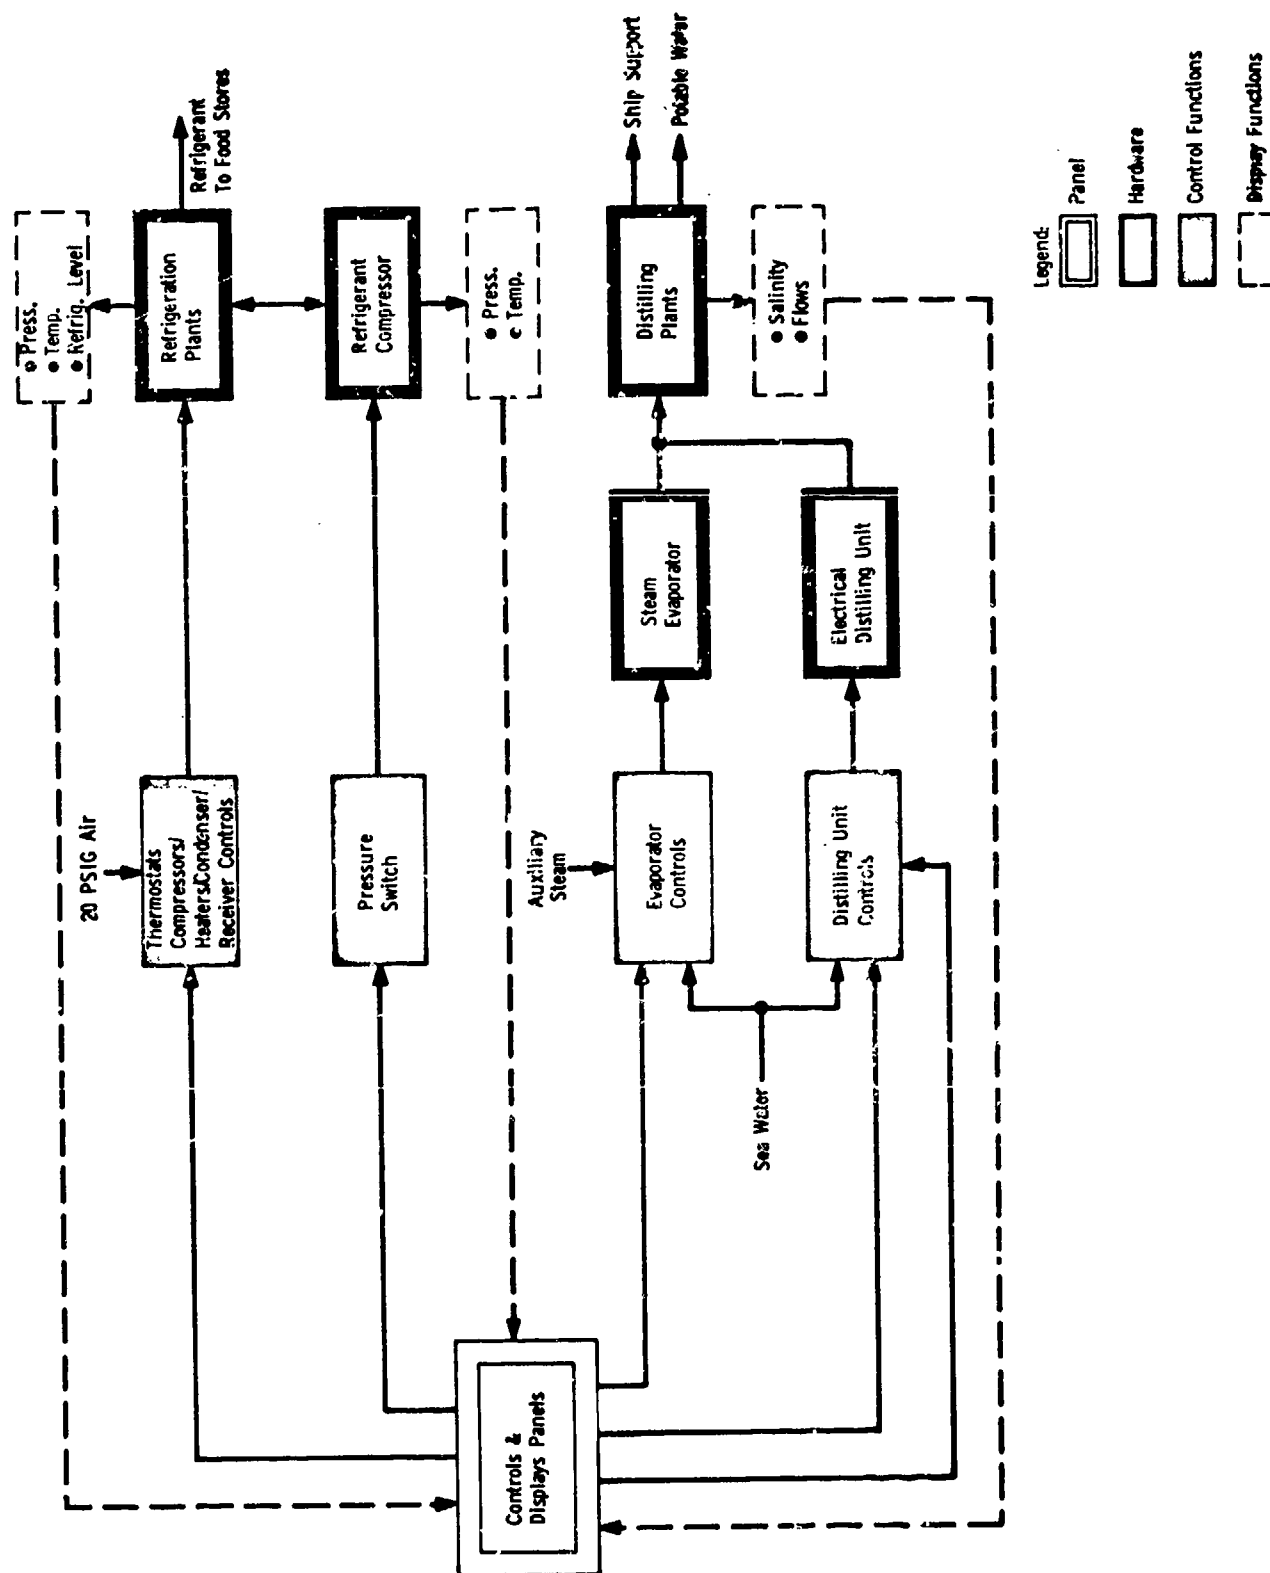 Press.
Temp.
Refrig. Level
Refrigeration
Plants
Refrigerant
To Food Stores
20 PSIG Air
Thermostats
Compressors/
Heaters/Condenser/
Receiver Controls
Refrigerant
Compressor
Press.
Temp.
Pressure
Switch
Controls &
Displays Panels
Auxiliary
Steam
Evaporator
Controls
Steam
Evaporator
Distilling
Plants
Ship Support
Potable Water
Salinity
Flows
Sea Water
Distilling Unit
Controls
Electrical
Distilling Unit
Legend:
Panel
Hardware
Control Functions
Display Functions